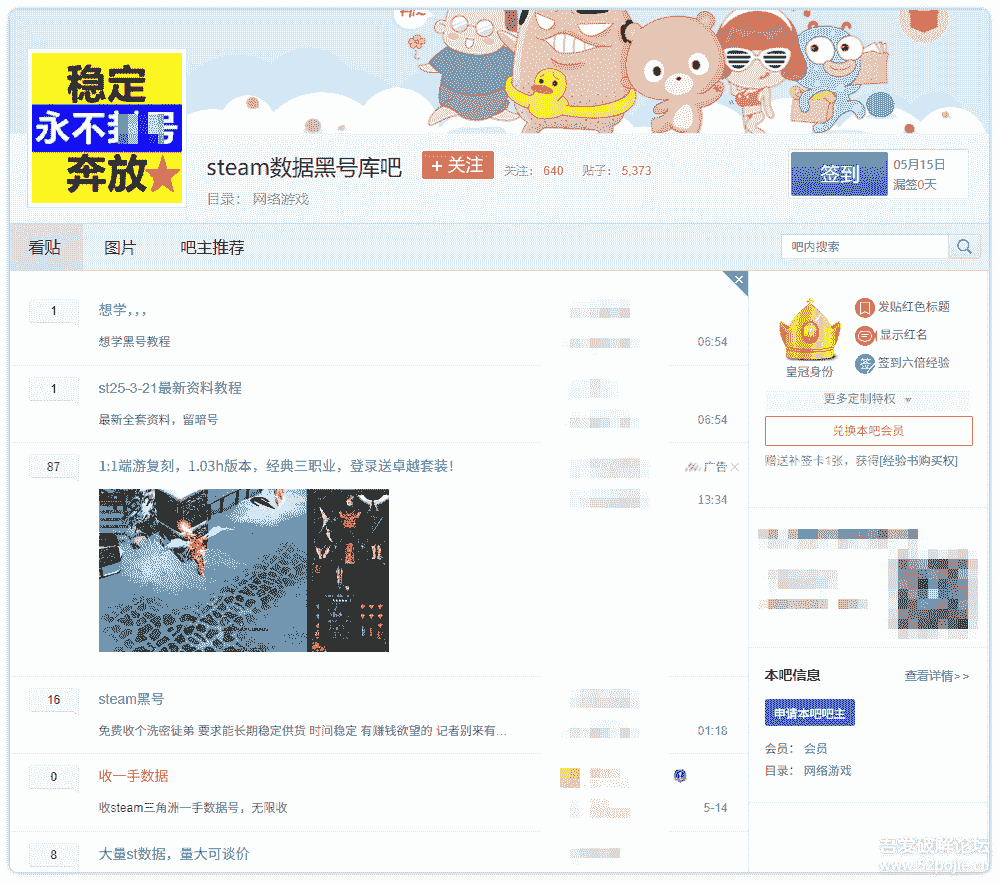 Hi~
稳定
永不封号
奔放
steam数据黑号库吧
+ 关注
关注: 640 贴子: 5,373
目录: 网络游戏
签到
05月15日
漏签0天
看贴 图片 吧主推荐
吧内搜索
1 想学,,,
想学黑号教程 06:54
1 st25-3-21最新资料教程
最新全套资料，留暗号 06:54
87 1:1端游复刻，1.03h版本，经典三职业，登录送卓越套装！ 广告
13:34
16 steam黑号
免费收个洗密徒弟 要求能长期稳定供货 时间稳定 有赚钱欲望的 记者别来有... 01:18
0 收一手数据
收steam三角洲一手数据号，无限收 5-14
8 大量st数据，量大可谈价
皇冠身份
发贴红色标题
显示红名
签 签到六倍经验
更多定制特权
兑换本吧会员
赠送补签卡1张，获得[经验书购买权]
本吧信息 查看详情>>
申请本吧吧主
会员: 会员
目录: 网络游戏
吾爱破解论坛
www.52pojie.cn